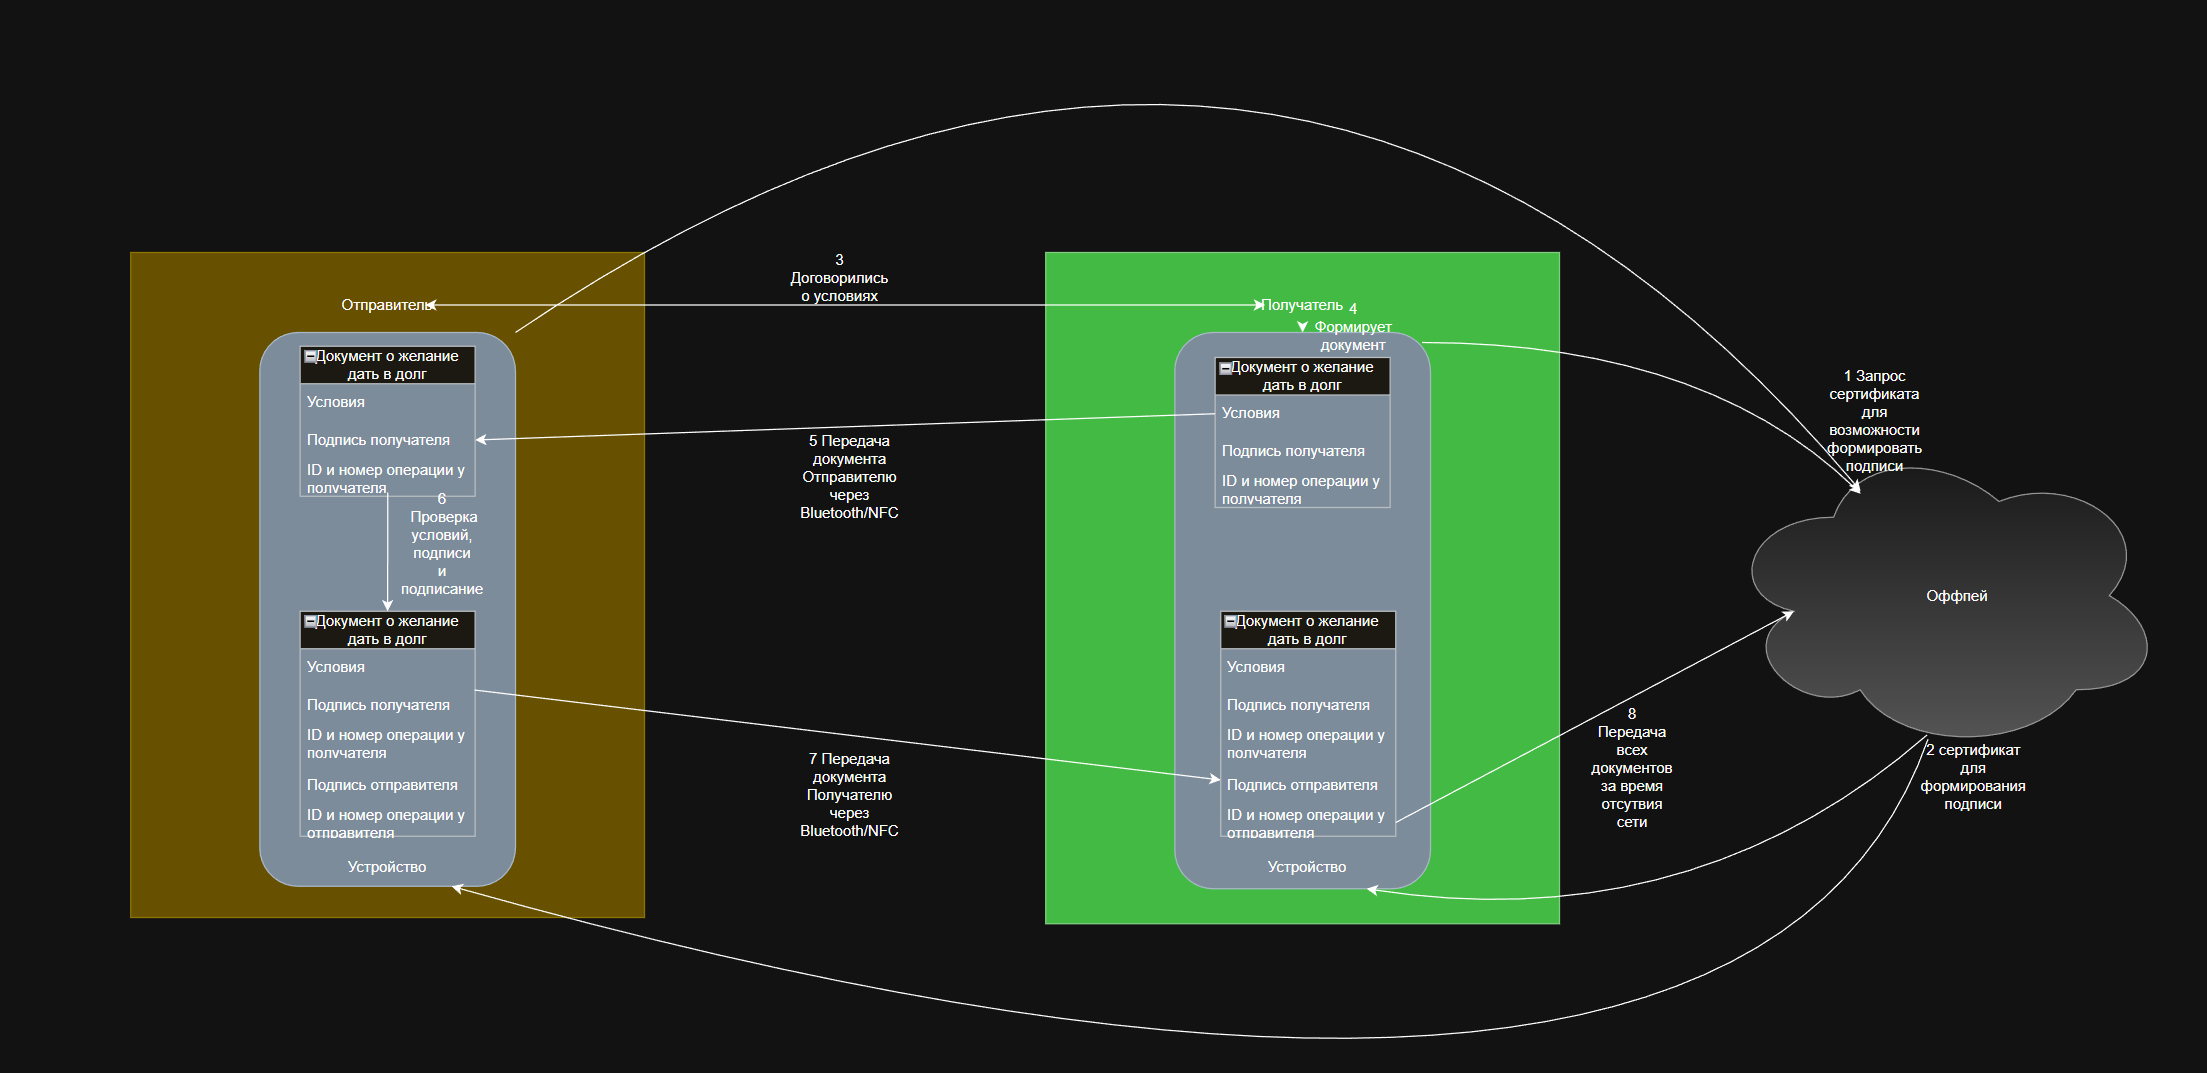 3
Договорились
о условиях
Отправитель
Получатель
4
Формирует
документ
Документ о желание
дать в долг
Условия
Подпись получателя
ID и номер операции у
получателя
6
Проверка
условий,
подписи
и
подписание
Документ о желание
дать в долг
Условия
Подпись получателя
ID и номер операции у
получателя
Подпись отправителя
ID и номер операции у
отправителя
Устройство
5 Передача
документа
Отправителю
через
Bluetooth/NFC
7 Передача
документа
Получателю
через
Bluetooth/NFC
Документ о желание
дать в долг
Условия
Подпись получателя
ID и номер операции у
получателя
Документ о желание
дать в долг
Условия
Подпись получателя
ID и номер операции у
получателя
Подпись отправителя
ID и номер операции у
отправителя
Устройство
1 Запрос
сертификата
для
возможности
формировать
подписи
Оффлей
8
Передача
всех
документов
за время
отсутвия
сети
2 сертификат
для
формирования
подписи